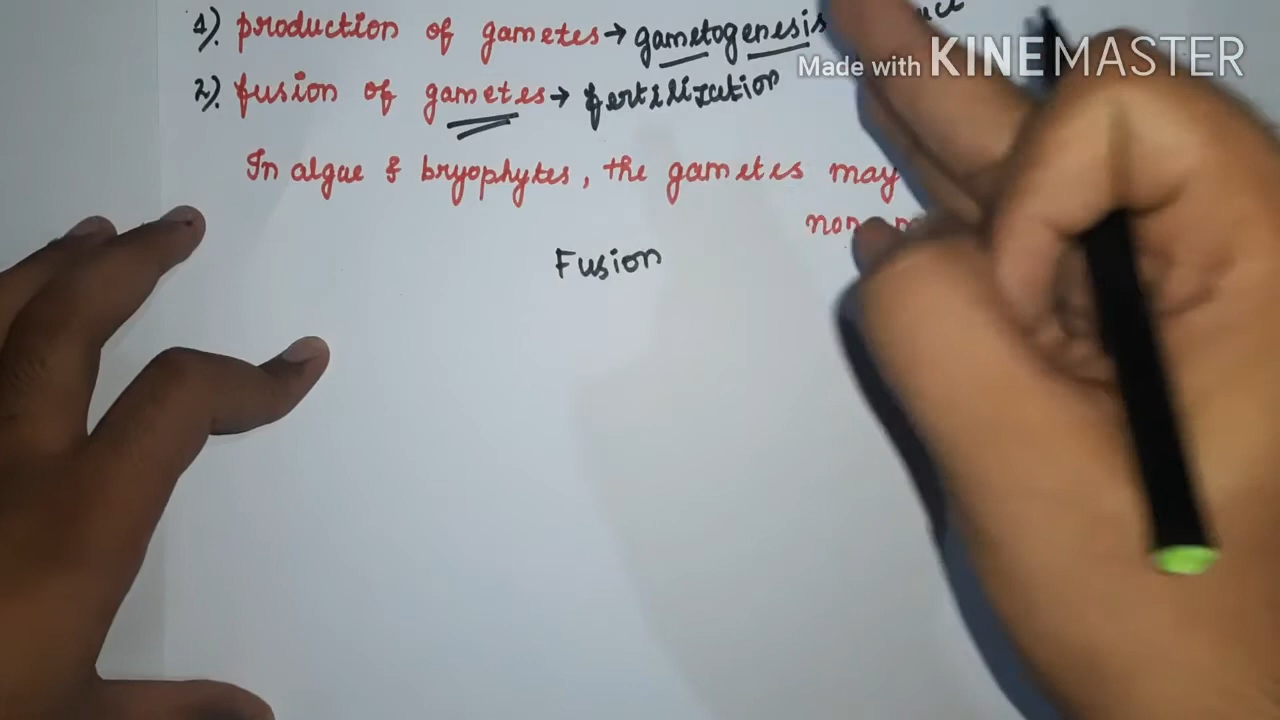 1). production of gametes → gametogenesis
Made with KINEMASTER
2). fusion of gametes → fertilization
In algae & bryophytes, the gametes may
non
Fusion